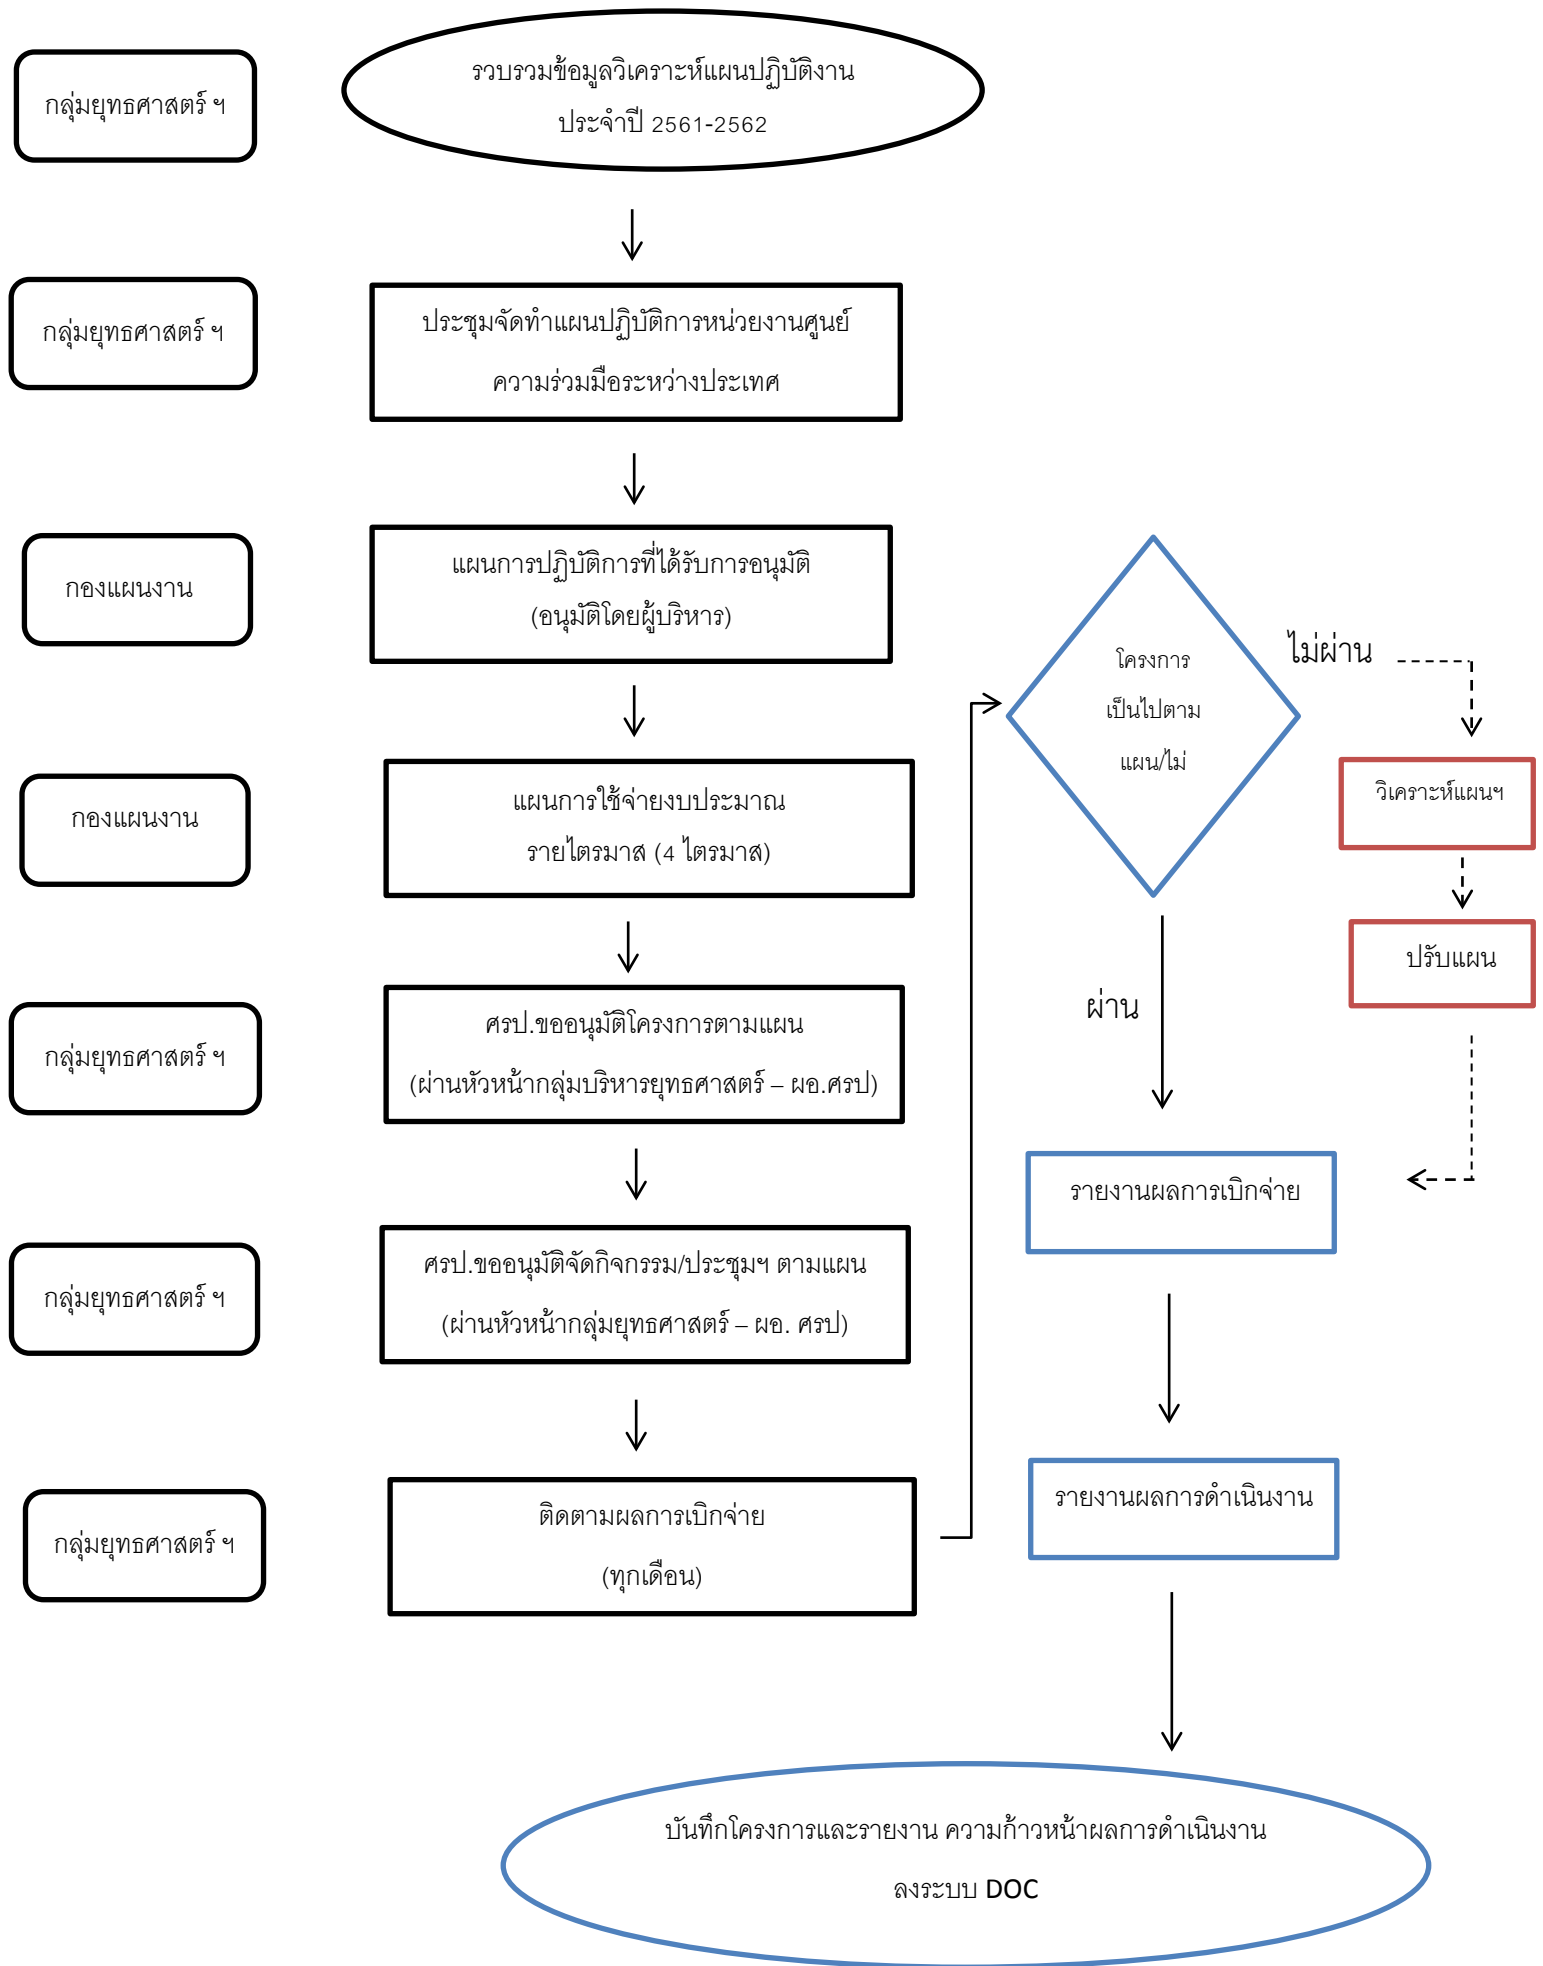 กลุ่มยุทธศาสตร์ ฯ
รวบรวมข้อมูลวิเคราะห์แผนปฏิบัติงาน
ประจำปี 2561-2562
กลุ่มยุทธศาสตร์ ฯ
ประชุมจัดทำแผนปฏิบัติการหน่วยงานศูนย์
ความร่วมมือระหว่างประเทศ
กองแผนงาน
แผนการปฏิบัติการที่ได้รับการอนุมัติ
(อนุมัติโดยผู้บริหาร)
กองแผนงาน
แผนการใช้จ่ายงบประมาณ
รายไตรมาส (4 ไตรมาส)
กลุ่มยุทธศาสตร์ ฯ
ศรป.ขออนุมัติโครงการตามแผน
(ผ่านหัวหน้ากลุ่มบริหารยุทธศาสตร์ – ผอ.ศรป)
กลุ่มยุทธศาสตร์ ฯ
ศรป.ขออนุมัติจัดกิจกรรม/ประชุมฯ ตามแผน
(ผ่านหัวหน้ากลุ่มยุทธศาสตร์ – ผอ. ศรป)
กลุ่มยุทธศาสตร์ ฯ
ติดตามผลการเบิกจ่าย
(ทุกเดือน)
โครงการ
เป็นไปตาม
แผน/ไม่
ไม่ผ่าน
วิเคราะห์แผนฯ
ปรับแผน
ผ่าน
รายงานผลการเบิกจ่าย
รายงานผลการดำเนินงาน
บันทึกโครงการและรายงาน ความก้าวหน้าผลการดำเนินงาน
ลงระบบ DOC